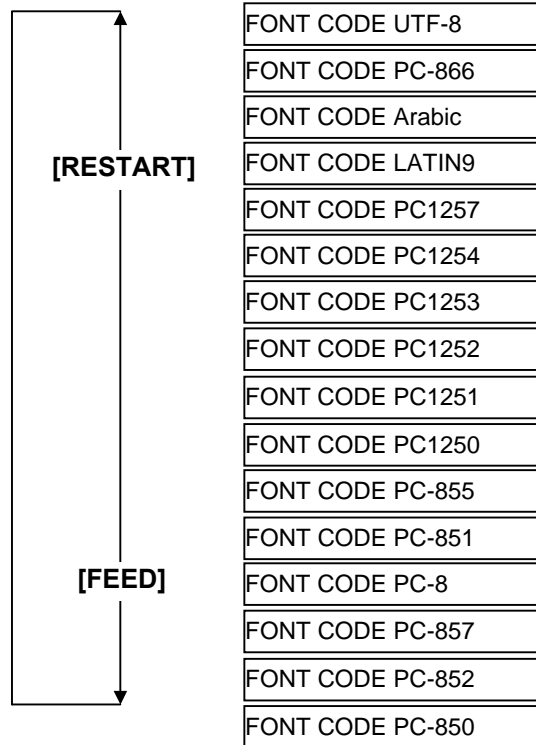 FONT CODE UTF-8
FONT CODE PC-866
FONT CODE Arabic
[RESTART]
FONT CODE LATIN9
FONT CODE PC1257
FONT CODE PC1254
FONT CODE PC1253
FONT CODE PC1252
FONT CODE PC1251
FONT CODE PC1250
FONT CODE PC-855
FONT CODE PC-851
[FEED]
FONT CODE PC-8
FONT CODE PC-857
FONT CODE PC-852
FONT CODE PC-850